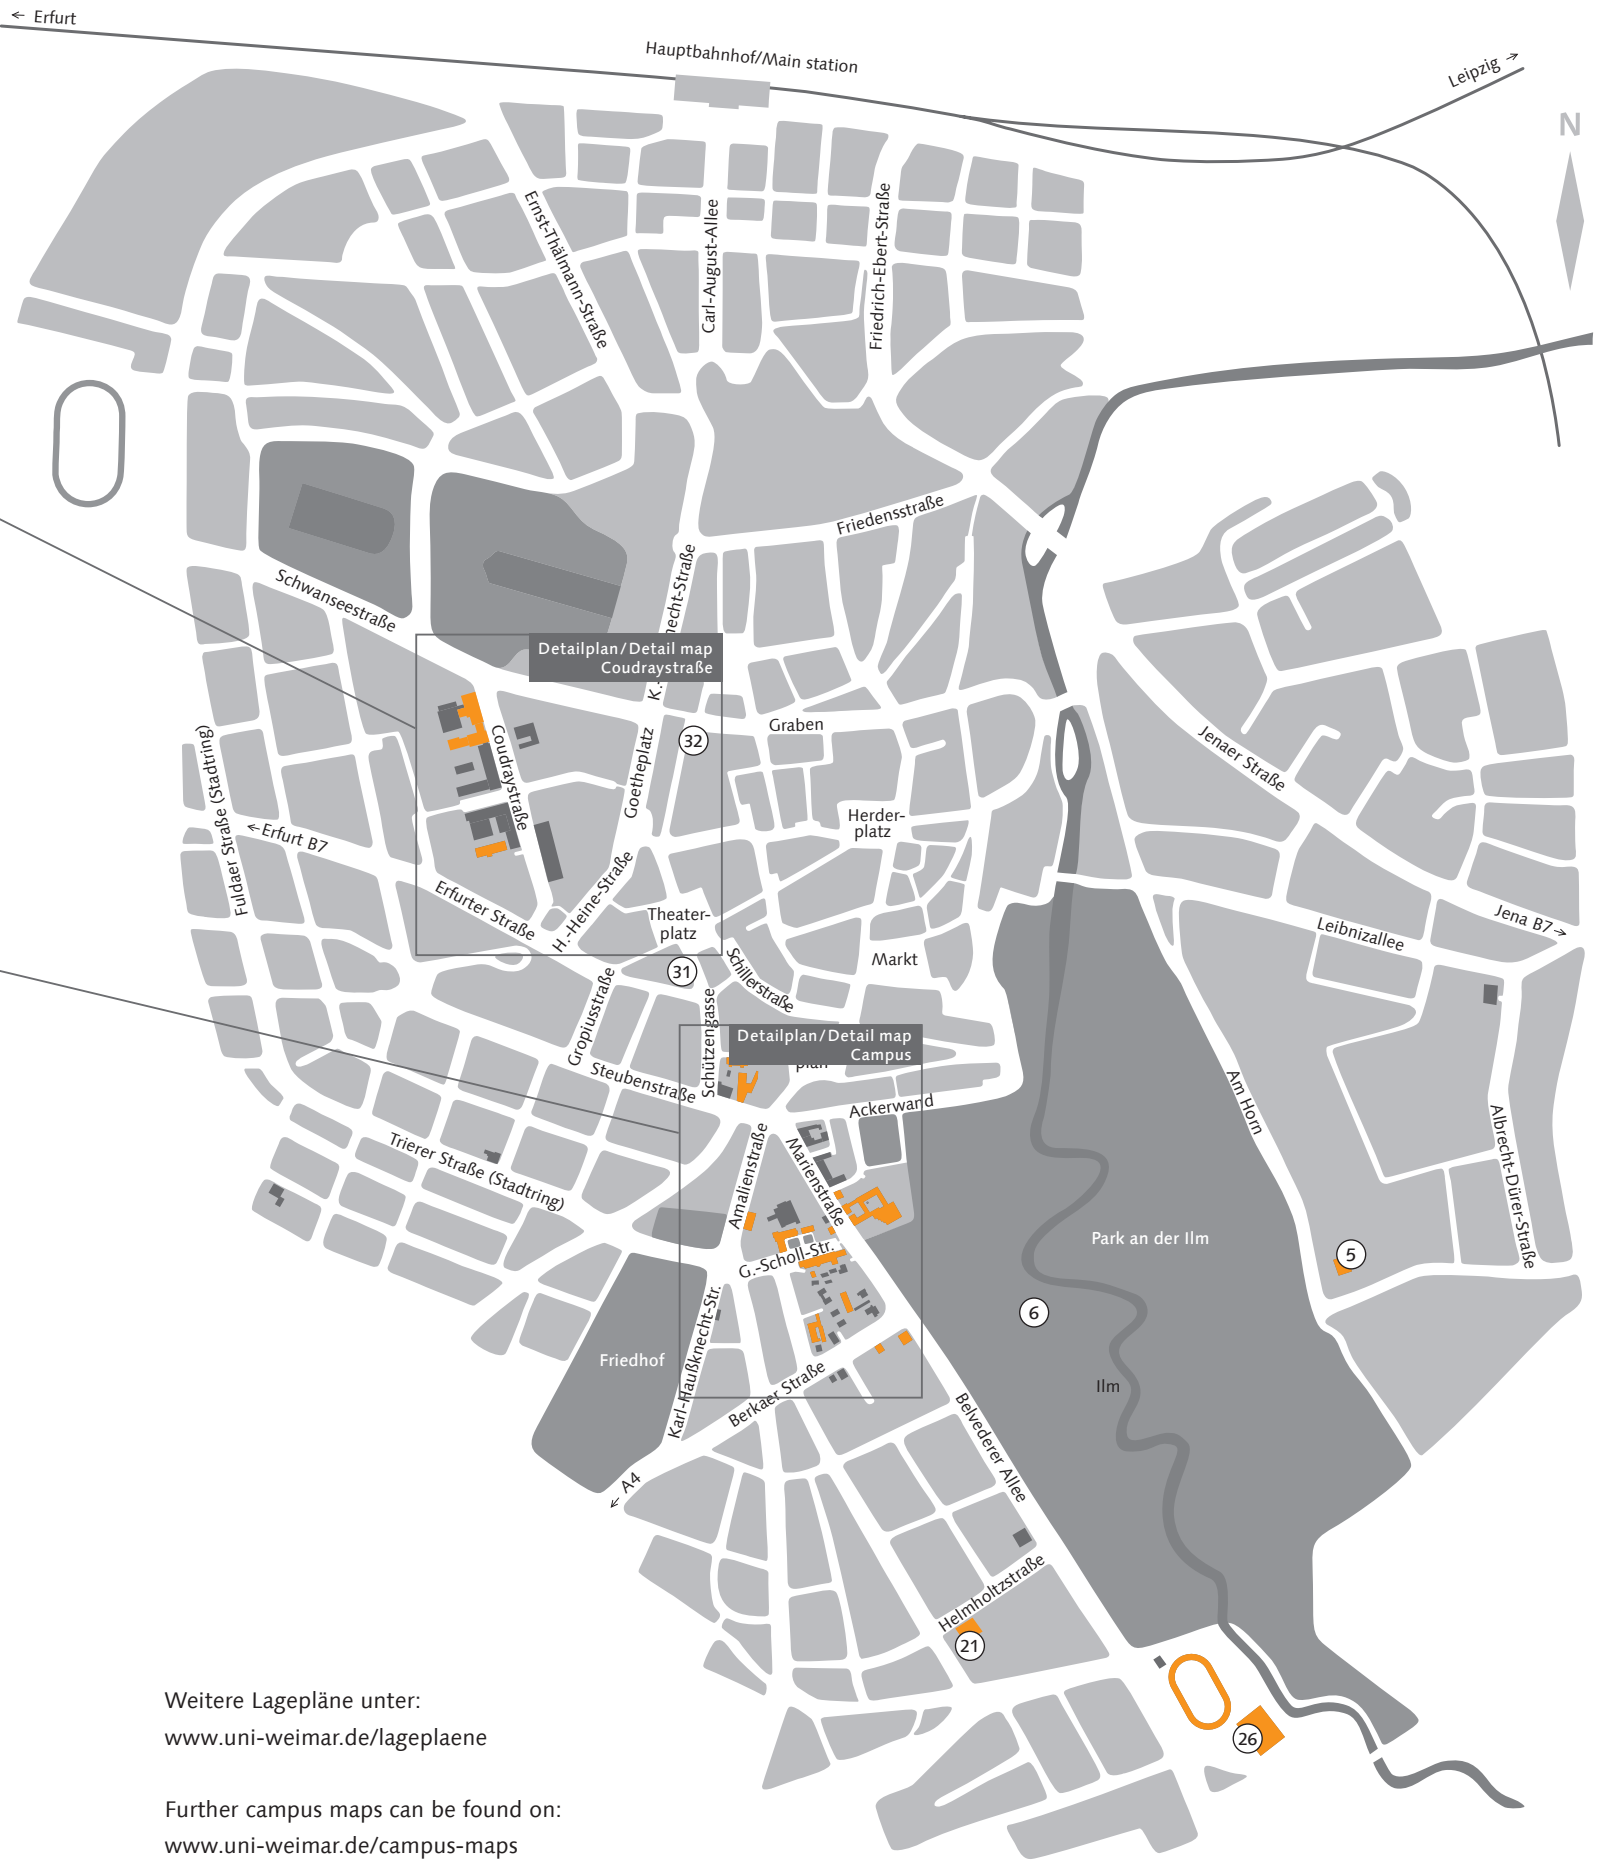 ← Erfurt
Hauptbahnhof/Main station
Leipzig →
N
Ernst-Thälmann-Straße
Carl-August-Allee
Friedrich-Ebert-Straße
Friedensstraße
Schwanseestraße
Detailplan/Detail map
Coudraystraße
Graben
32
Goetheplatz
Coudraystraße
Jenaer Straße
Fuldaer Straße (Stadtring)
← Erfurt B7
Herder-
platz
H.-Heine-Straße
Erfurter Straße
Theater-
platz
Jena B7 →
Leibnizallee
Markt
31
Schillerstraße
Gropiusstraße
Schützengasse
Detailplan/Detail map
Campus
Steubenstraße
Ackerwand
Am Horn
Albrecht-Dürer-Straße
Trierer Straße (Stadtring)
Amalienstraße
Marienstraße
Park an der Ilm
5
G.-Scholl-Str.
6
Friedhof
Karl-Haußknecht-Str.
Ilm
Berkaer Straße
Belvederer Allee
← A4
Helmholtzstraße
21
26
Weitere Lagepläne unter:
www.uni-weimar.de/lageplaene
Further campus maps can be found on:
www.uni-weimar.de/campus-maps